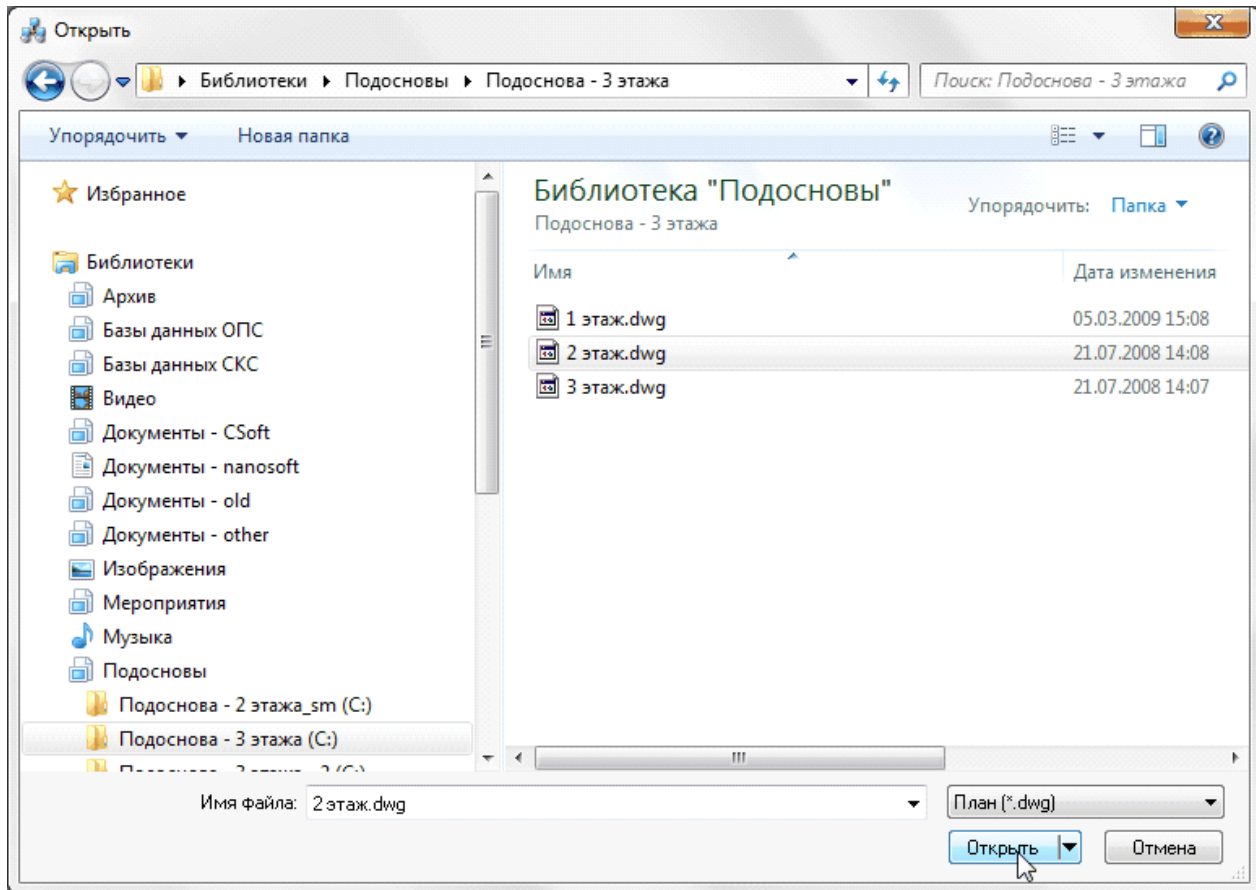 Открыть
Библиотеки Подосновы Подоснова - 3 этажа
Поиск: Подоснова - 3 этажа
Упорядочить Новая папка
Избранное
Библиотеки
Архив
Базы данных ОПС
Базы данных СКС
Видео
Документы - CSoft
Документы - nanosoft
Документы - old
Документы - other
Изображения
Мероприятия
Музыка
Подосновы
Подоснова - 2 этажа_sm (C:)
Подоснова - 3 этажа (C:)
Библиотека "Подосновы"
Подоснова - 3 этажа
Упорядочить: Папка
Имя Дата изменения
1 этаж.dwg 05.03.2009 15:08
2 этаж.dwg 21.07.2008 14:08
3 этаж.dwg 21.07.2008 14:07
Имя файла: 2 этаж.dwg План (*.dwg)
Открыть Отмена